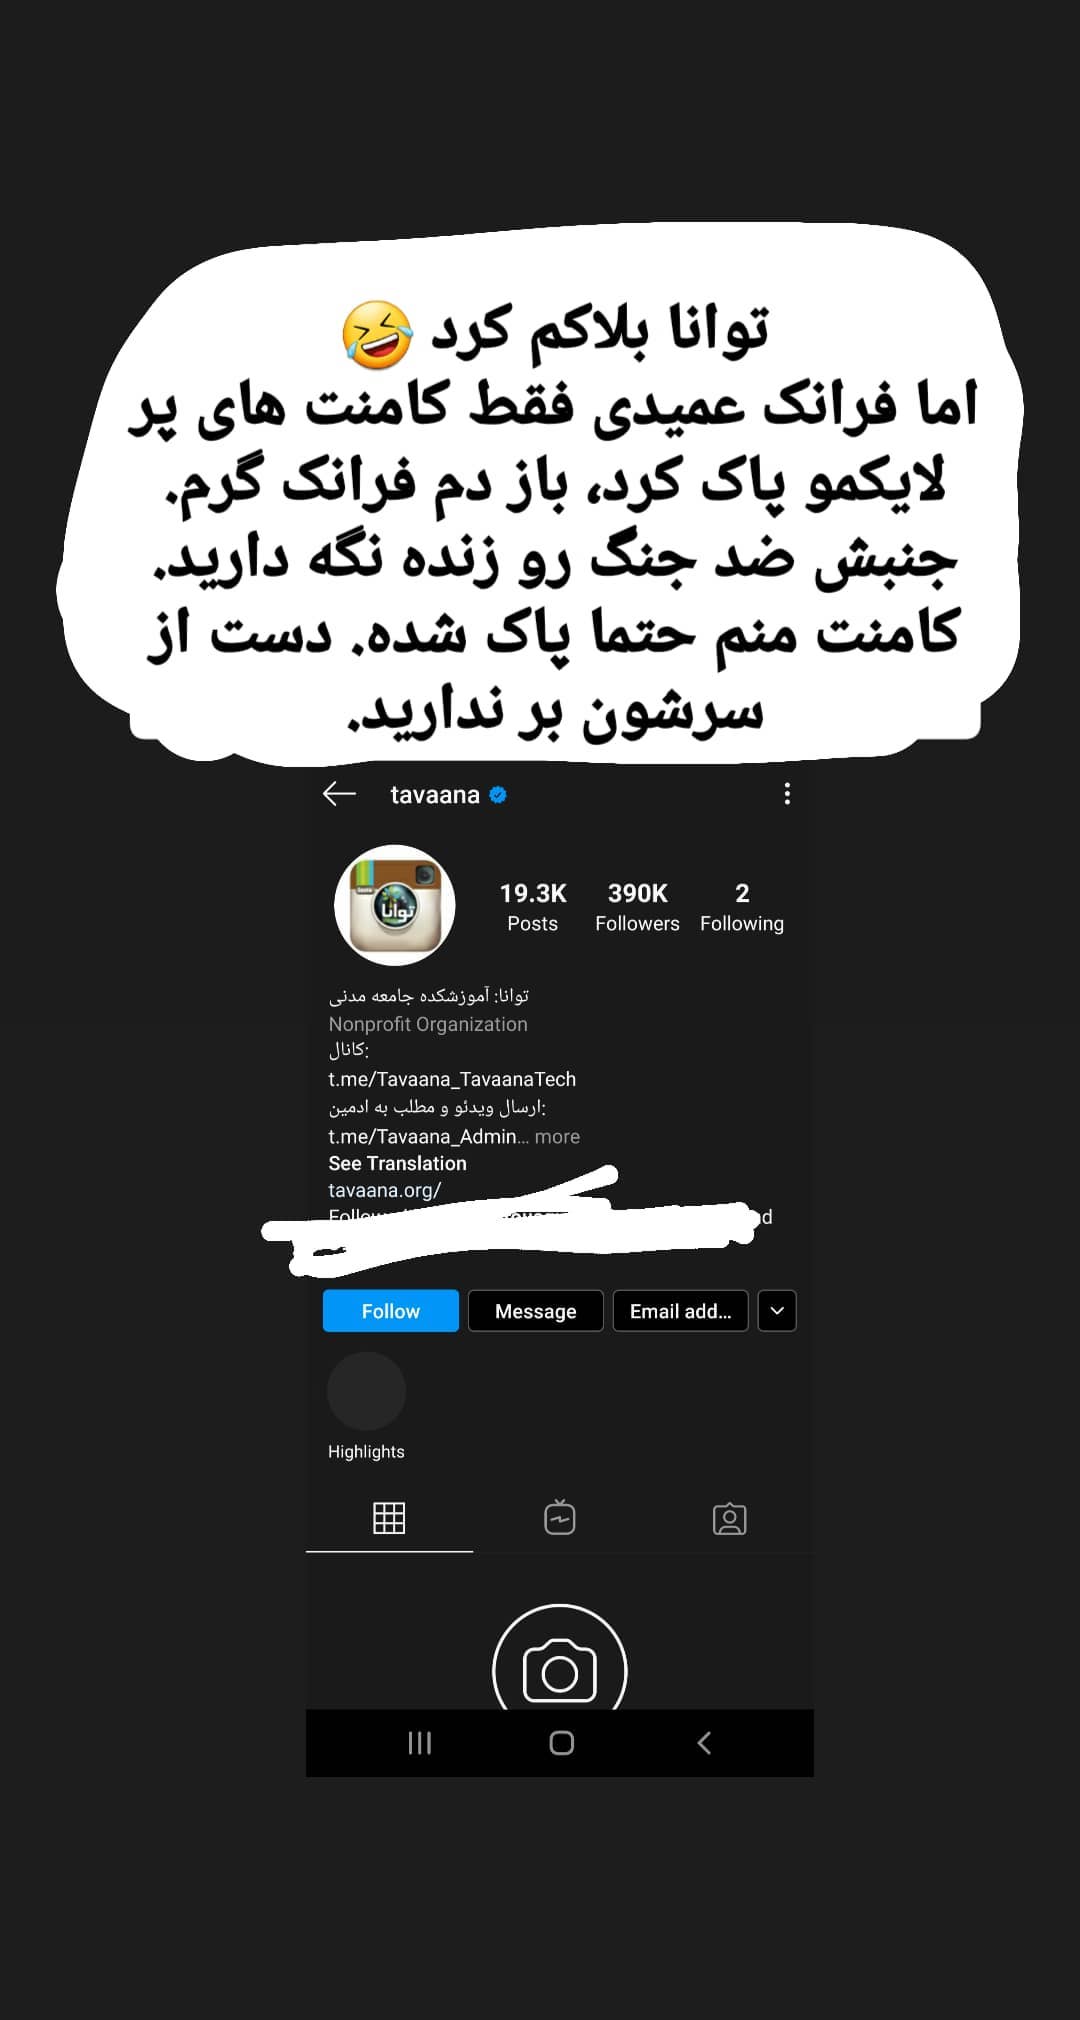 توانا بلاکم کرد 🤣
اما فرانک عمیدی فقط کامنت های پر
لایکمو پاک کرد، باز دم فرانک گرم.
جنبش ضد جنگ رو زنده نگه دارید.
کامنت منم حتما پاک شده. دست از
سرشون بر ندارید.
tavaana
توانا
19.3K 390K 2
Posts Followers Following
توانا: آموزشکده جامعه مدنی
Nonprofit Organization
کانال:
t.me/Tavaana_TavaanaTech
ارسال ویدئو و مطلب به ادمین:
t.me/Tavaana_Admin... more
See Translation
tavaana.org/
Follow Message Email add...
Highlights